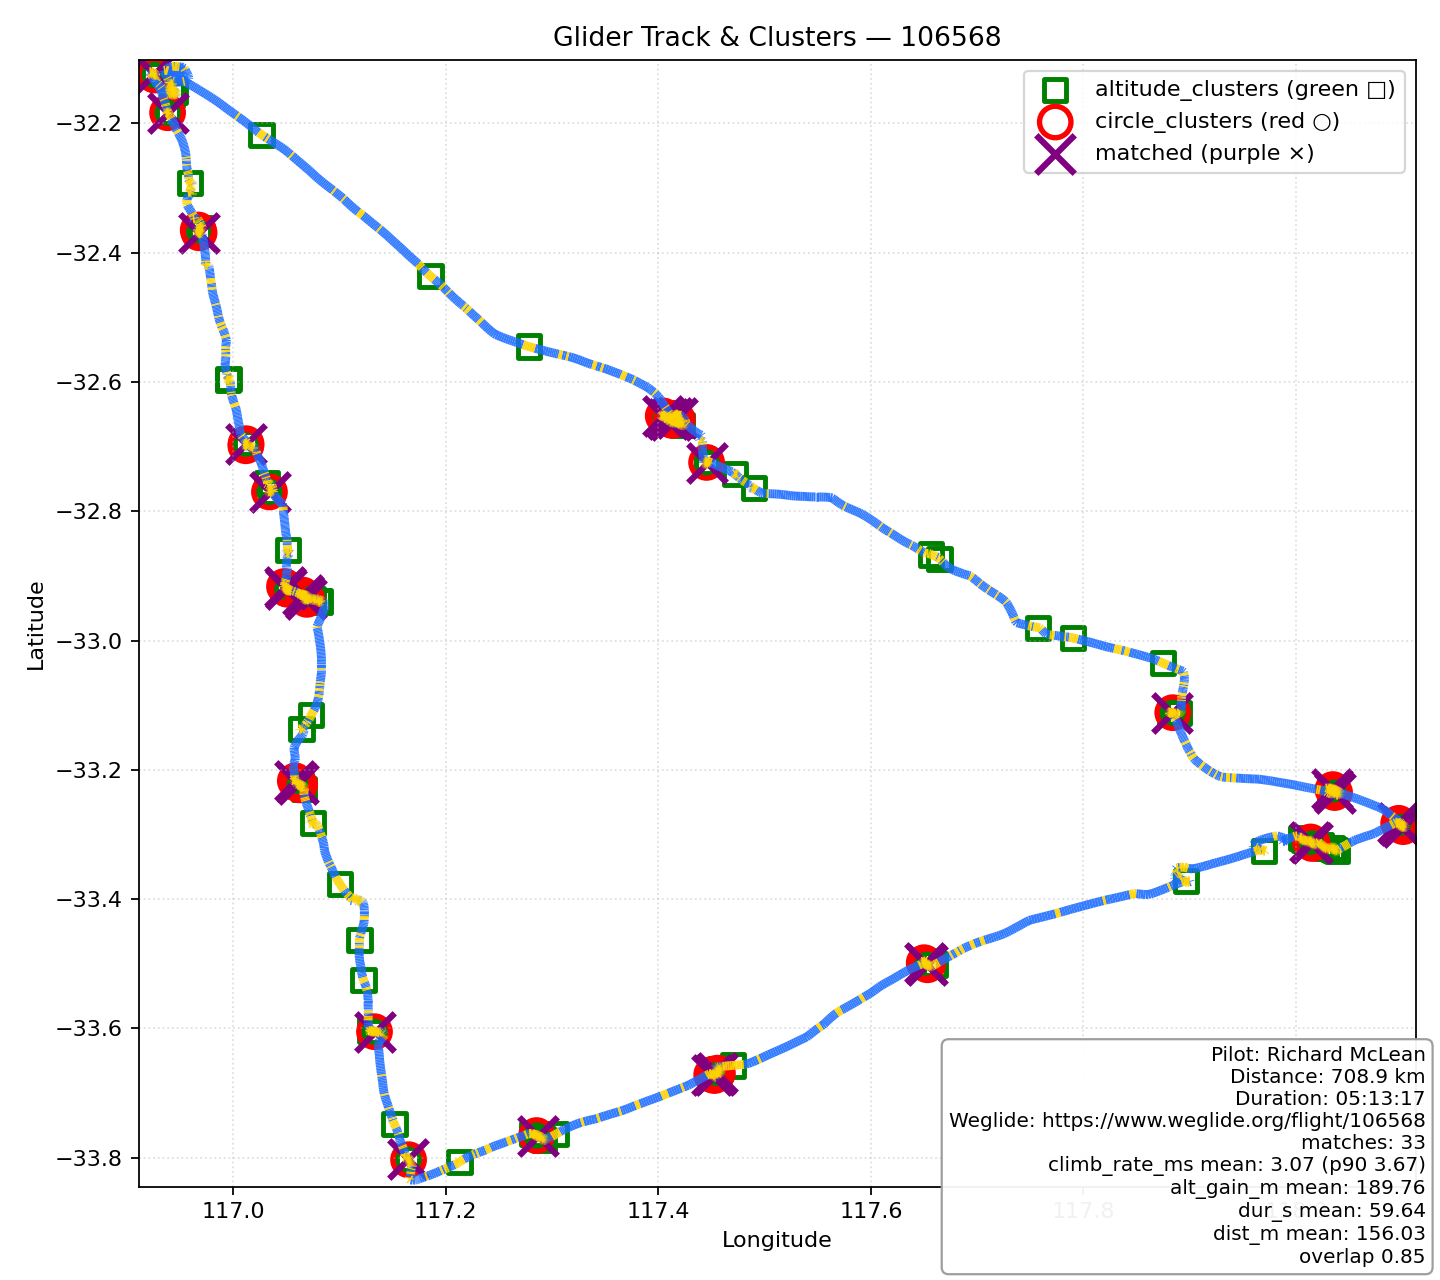 Glider Track & Clusters — 106568
altitude_clusters (green □)
circle_clusters (red ○)
matched (purple ×)
Latitude
−32.2
−32.4
−32.6
−32.8
−33.0
−33.2
−33.4
−33.6
−33.8
117.0
117.2
117.4
117.6
117.8
Longitude
Pilot: Richard McLean
Distance: 708.9 km
Duration: 05:13:17
Weglide: https://www.weglide.org/flight/106568
matches: 33
climb_rate_ms mean: 3.07 (p90 3.67)
alt_gain_m mean: 189.76
dur_s mean: 59.64
dist_m mean: 156.03
overlap 0.85